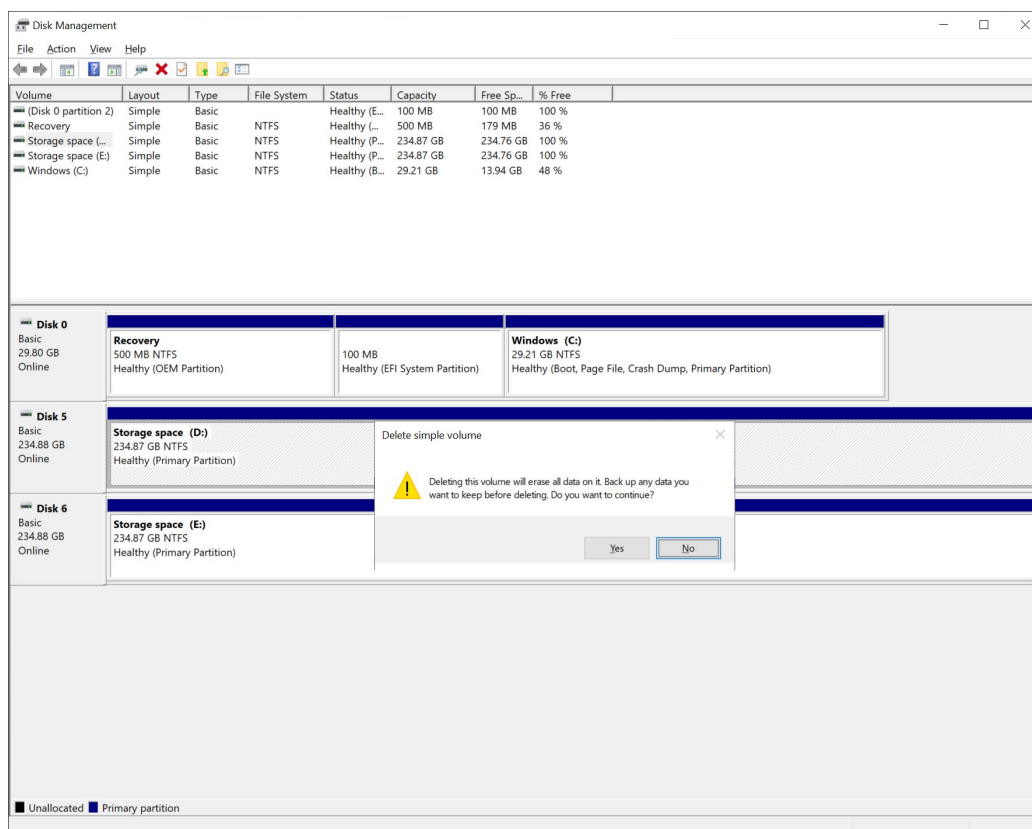 Disk Management
File Action View Help
Volume Layout Type File System Status Capacity Free Sp... % Free
(Disk 0 partition 2) Simple Basic Healthy (E... 100 MB 100 MB 100 %
Recovery Simple Basic NTFS Healthy (... 500 MB 179 MB 36 %
Storage space (... Simple Basic NTFS Healthy (P... 234.87 GB 234.76 GB 100 %
Storage space (E:) Simple Basic NTFS Healthy (P... 234.87 GB 234.76 GB 100 %
Windows (C:) Simple Basic NTFS Healthy (B... 29.21 GB 13.94 GB 48 %
Disk 0
Basic
29.80 GB
Online
Recovery
500 MB NTFS
Healthy (OEM Partition)
100 MB
Healthy (EFI System Partition)
Windows (C:)
29.21 GB NTFS
Healthy (Boot, Page File, Crash Dump, Primary Partition)
Disk 5
Basic
234.88 GB
Online
Storage space (D:)
234.87 GB NTFS
Healthy (Primary Partition)
Delete simple volume
Deleting this volume will erase all data on it. Back up any data you
want to keep before deleting. Do you want to continue?
Yes No
Disk 6
Basic
234.88 GB
Online
Storage space (E:)
234.87 GB NTFS
Healthy (Primary Partition)
Unallocated Primary partition